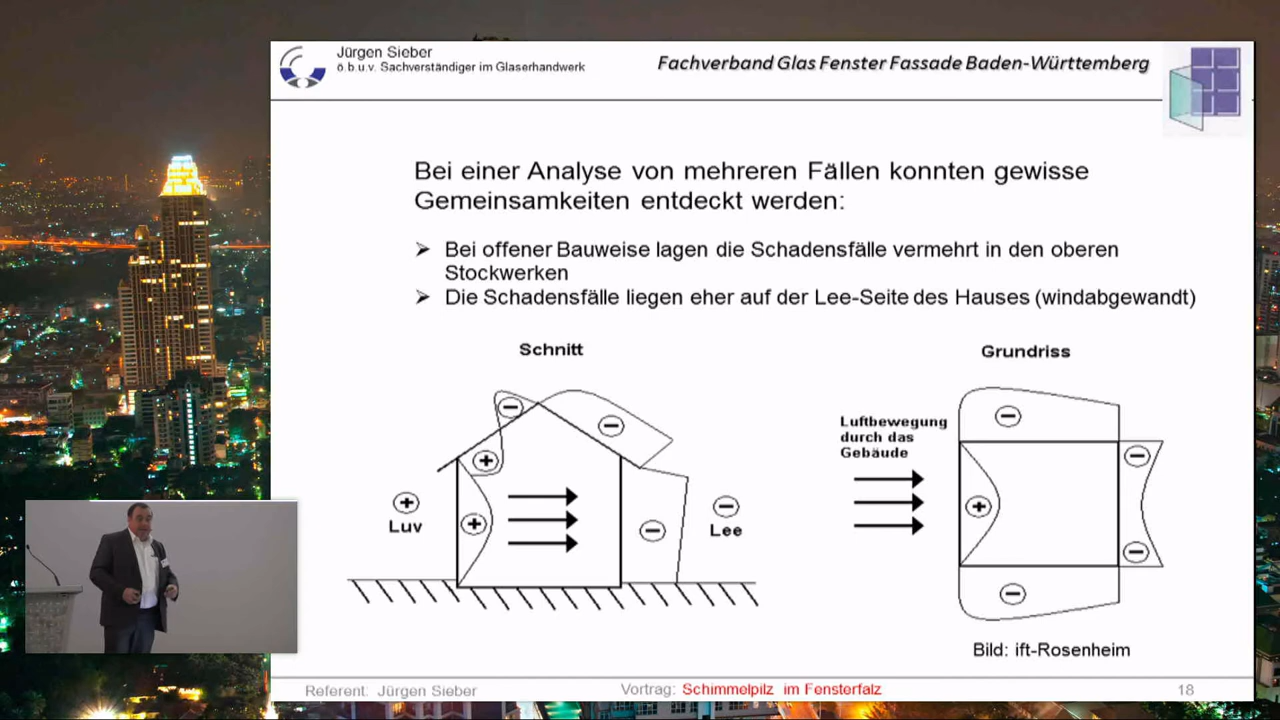 Jürgen Sieber
ö.b.u.v. Sachverständiger im Glaserhandwerk
Fachverband Glas Fenster Fassade Baden-Württemberg
Bei einer Analyse von mehreren Fällen konnten gewisse
Gemeinsamkeiten entdeckt werden:
➢ Bei offener Bauweise lagen die Schadensfälle vermehrt in den oberen
Stockwerken
➢ Die Schadensfälle liegen eher auf der Lee-Seite des Hauses (windabgewandt)
Schnitt
Luv
Lee
Grundriss
Luftbewegung
durch das
Gebäude
Bild: ift-Rosenheim
Referent: Jürgen Sieber
Vortrag: Schimmelpilz im Fensterfalz
18